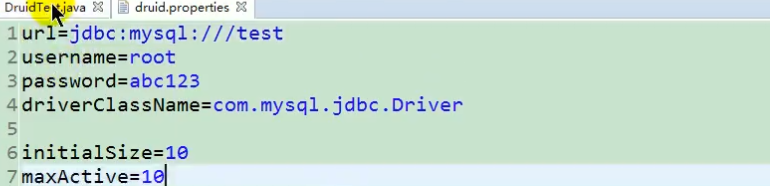 DruidTest.java druid.properties
1 url=jdbc:mysql:///test
2 username=root
3 password=abc123
4 driverClassName=com.mysql.jdbc.Driver
5
6 initialSize=10
7 maxActive=10